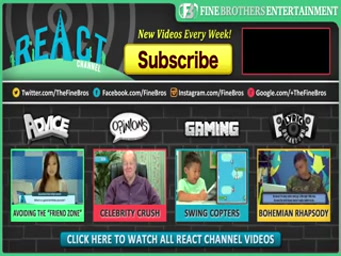 FINE BROTHERS ENTERTAINMENT
REACT
CHANNEL
New Videos Every Week!
Subscribe
Twitter.com/TheFineBros
Facebook.com/FineBros
Instagram.com/FineBros
Google.com/+TheFineBros
ADVICE
OPINIONS
GAMING
LYRIC
AVOIDING THE "FRIEND ZONE"
CELEBRITY CRUSH
SWING COPTERS
BOHEMIAN RHAPSODY
CLICK HERE TO WATCH ALL REACT CHANNEL VIDEOS